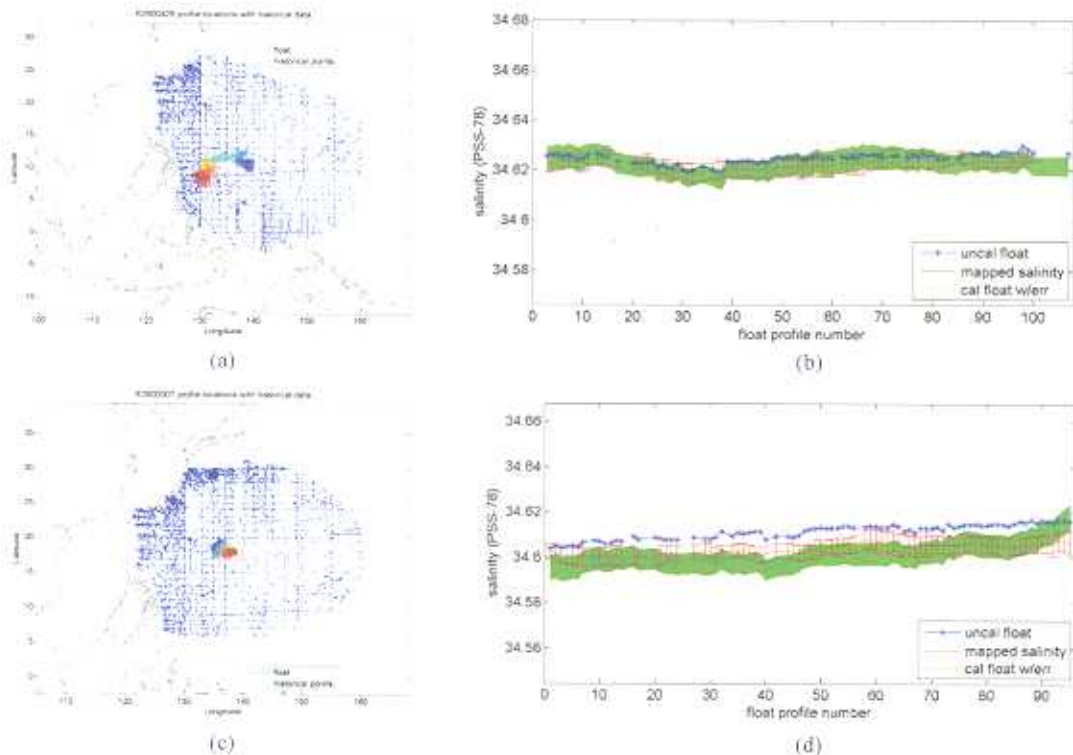 profile locations with historical data
float
historical points
Latitude
Longitude
(a)
34.68
34.66
34.64
34.62
34.6
34.58
salinity (PSS-78)
uncal float
mapped salinity
cal float w/err
0 10 20 30 40 50 60 70 80 90 100
float profile number
(b)
profile locations with historical data
float
historical points
Latitude
Longitude
(c)
34.66
34.64
34.62
34.6
34.58
34.56
salinity (PSS-78)
uncal float
mapped salinity
cal float w/err
0 10 20 30 40 50 60 70 80 90
float profile number
(d)